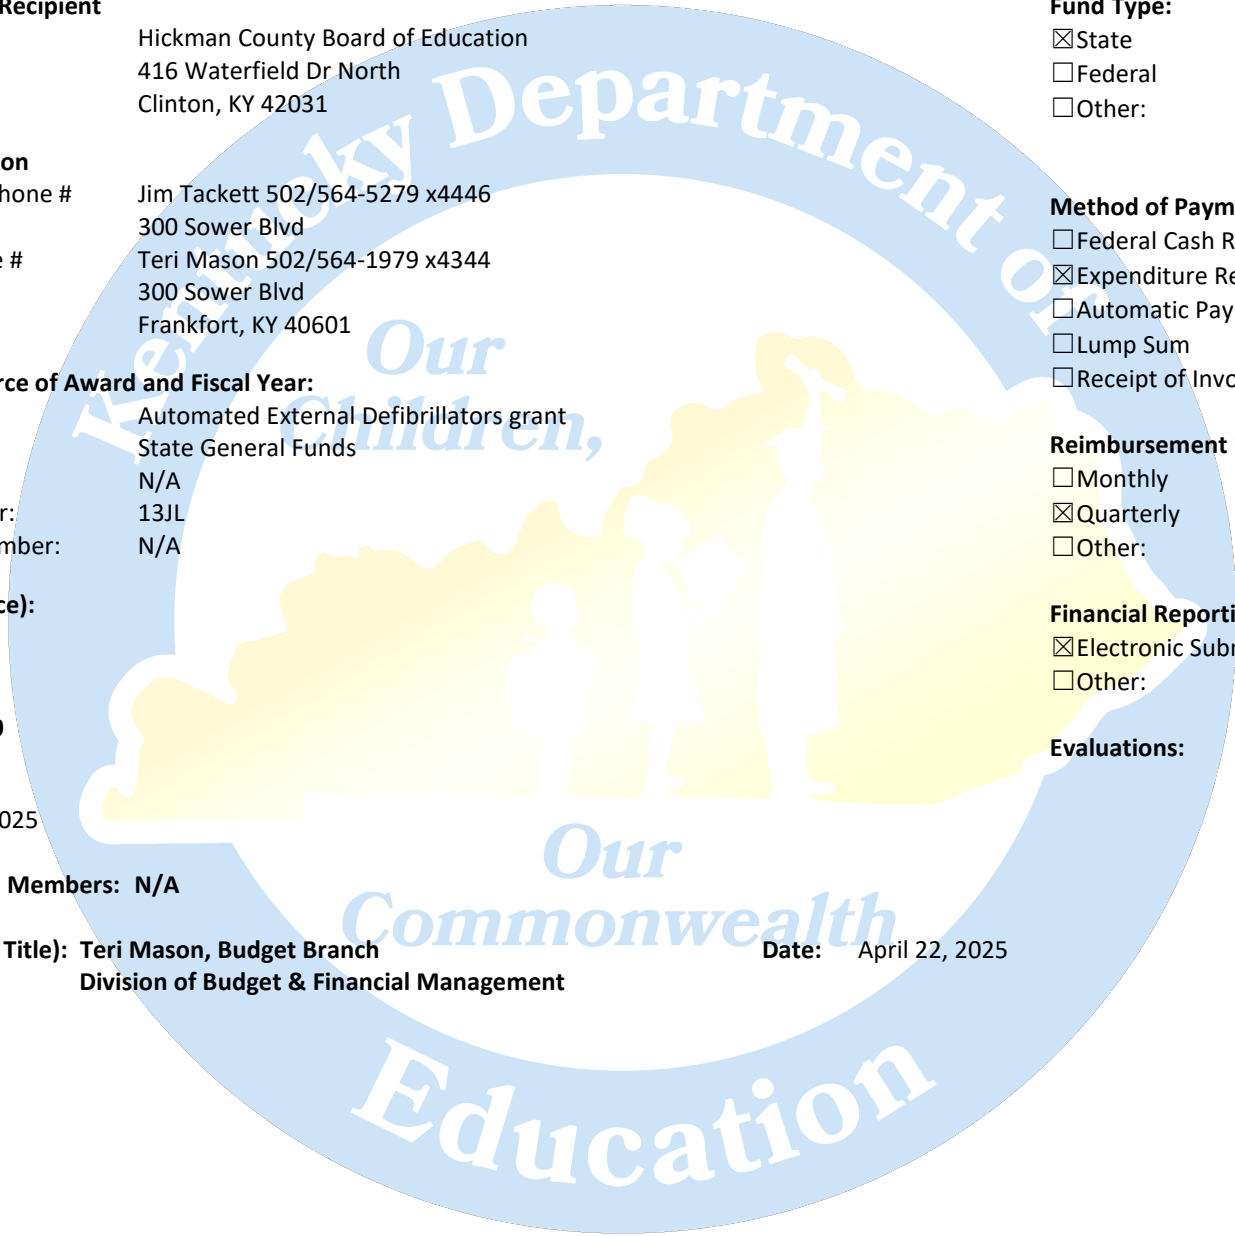 Recipient
Hickman County Board of Education
416 Waterfield Dr North
Clinton, KY 42031
on
hone # Jim Tackett 502/564-5279 x4446
300 Sower Blvd
e # Teri Mason 502/564-1979 x4344
300 Sower Blvd
Frankfort, KY 40601
rce of Award and Fiscal Year:
Automated External Defibrillators grant
State General Funds
N/A
r: 13JL
mber: N/A
ce):
025
Members: N/A
Title): Teri Mason, Budget Branch
Division of Budget & Financial Management
Date: April 22, 2025
Fund Type:
☒State
☐Federal
☐Other:
Method of Paym
☐Federal Cash R
☒Expenditure Re
☐Automatic Pay
☐Lump Sum
☐Receipt of Invo
Reimbursement
☐Monthly
☒Quarterly
☐Other:
Financial Reporti
☒Electronic Subm
☐Other:
Evaluations:
Kentucky Department of
Education
Our
Children,
Our
Commonwealth